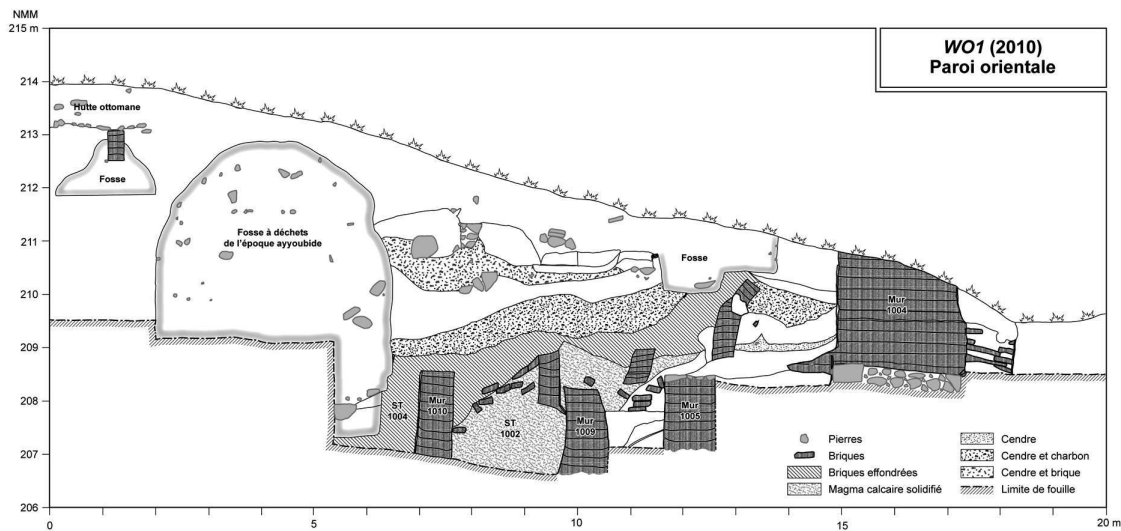 NMM
215 m
WO1 (2010)
Paroi orientale
214
Hutte ottomane
213
Fosse
212
Fosse à déchets
de l'époque ayyoubide
211
Fosse
210
Mur
1004
209
208
ST
1004
Mur
1010
ST
1002
Mur
1009
Mur
1005
207
206
Pierres
Briques
Briques effondrées
Magma calcaire solidifié
Cendre
Cendre et charbon
Cendre et brique
Limite de fouille
0
5
10
15
20 m